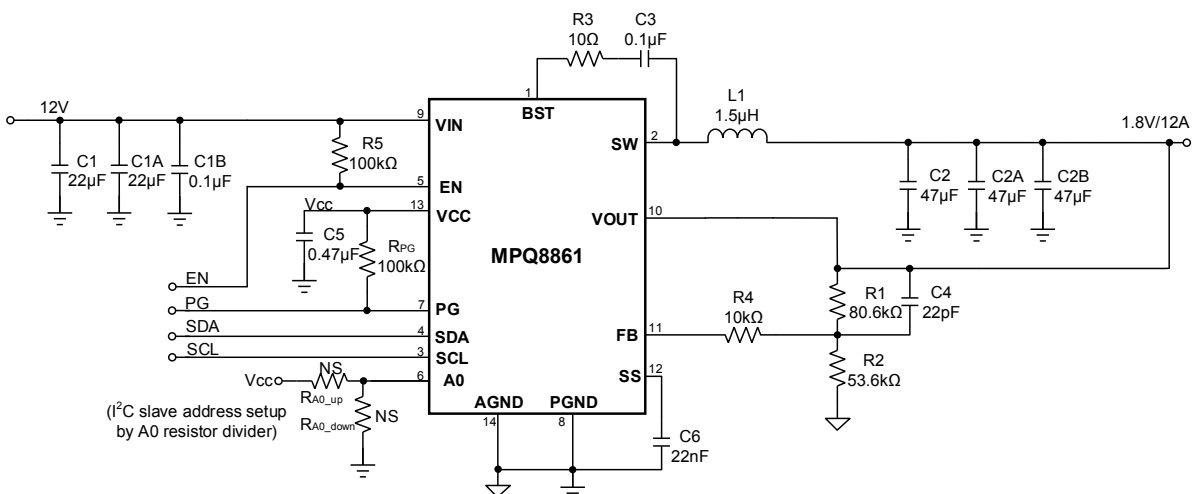 R3
10Ω
C3
0.1µF
1
BST
12V
9
VIN
L1
1.5µH
1.8V/12A
SW
2
C1
22µF
C1A
22µF
C1B
0.1µF
R5
100kΩ
5
EN
C2
47µF
C2A
47µF
C2B
47µF
Vcc
13
VCC
VOUT
10
C5
0.47µF
RPG
100kΩ
MPQ8861
EN
PG
7
PG
R4
10kΩ
R1
80.6kΩ
C4
22pF
FB
11
SDA
4
SDA
SCL
3
SCL
R2
53.6kΩ
SS
12
Vcc
NS
6
A0
RA0_up
(I²C slave address setup
by A0 resistor divider)
RA0_down
NS
AGND
PGND
14
8
C6
22nF